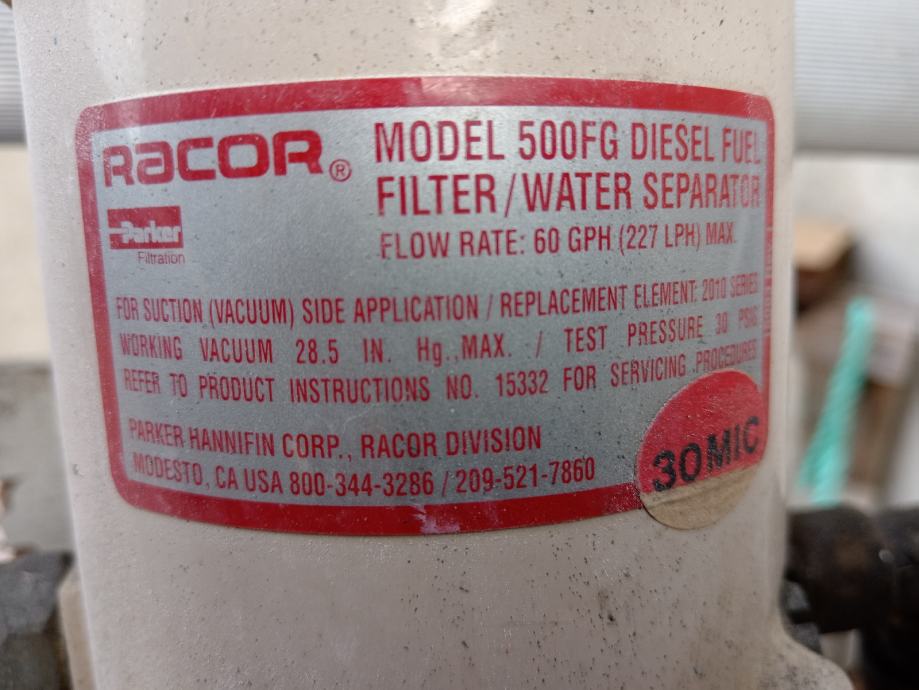 RACOR®
MODEL 500FG DIESEL FUEL
FILTER/WATER SEPARATOR
Parker
Filtration
FLOW RATE: 60 GPH (227 LPH) MAX.
FOR SUCTION (VACUUM) SIDE APPLICATION / REPLACEMENT ELEMENT: 2010 SERIES
WORKING VACUUM 28.5 IN. Hg.,MAX. / TEST PRESSURE 30 PSIG
REFER TO PRODUCT INSTRUCTIONS NO. 15332 FOR SERVICING PROCEDURES
PARKER HANNIFIN CORP., RACOR DIVISION
MODESTO, CA USA 800-344-3286 / 209-521-7860
30MIC